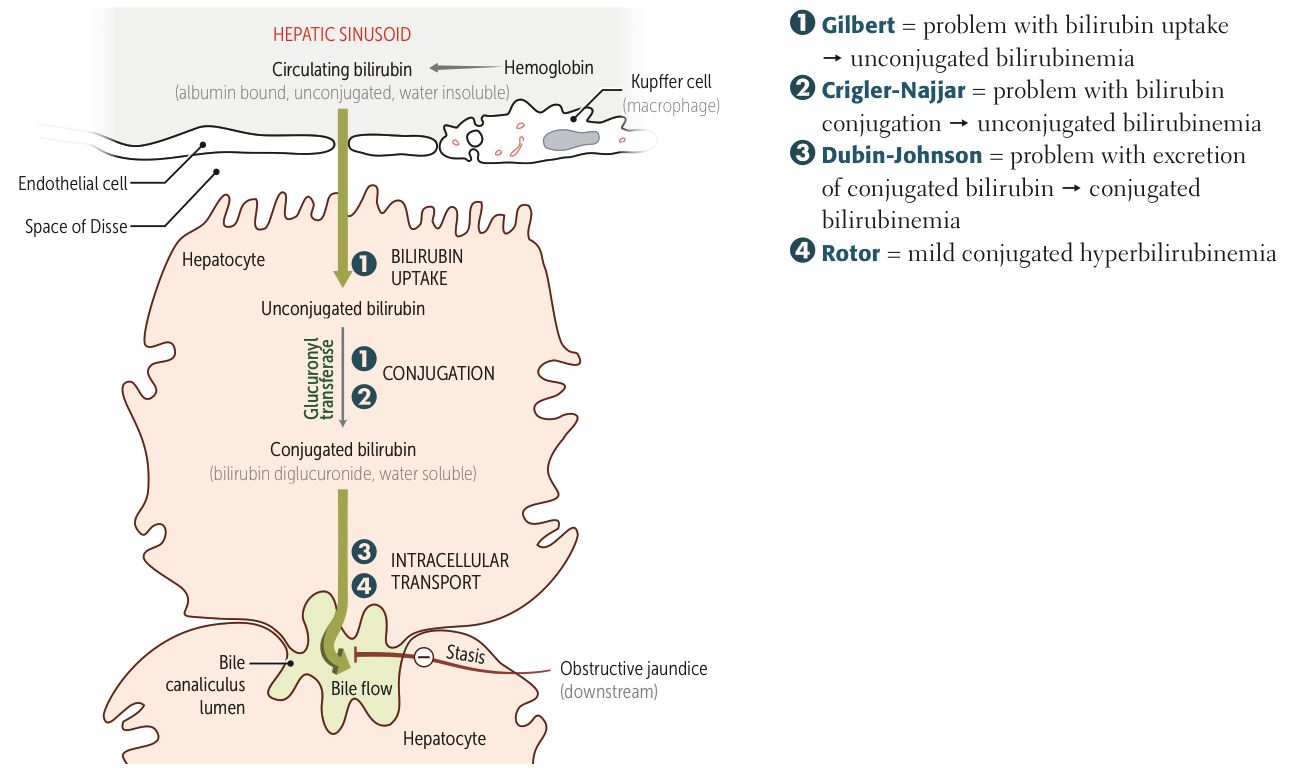 HEPATIC SINUSOID
Circulating bilirubin
Hemoglobin
(albumin bound, unconjugated, water insoluble)
Kupffer cell
(macrophage)
Endothelial cell
Space of Disse
Hepatocyte
1 BILIRUBIN
UPTAKE
Unconjugated bilirubin
Glucuronyl
transferase
1
2
CONJUGATION
Conjugated bilirubin
(bilirubin diglucuronide, water soluble)
3
4
INTRACELLULAR
TRANSPORT
Stasis
Obstructive jaundice
(downstream)
Bile
canaliculus
lumen
Bile flow
Hepatocyte
1 Gilbert = problem with bilirubin uptake
→ unconjugated bilirubinemia
2 Crigler-Najjar = problem with bilirubin
conjugation → unconjugated bilirubinemia
3 Dubin-Johnson = problem with excretion
of conjugated bilirubin → conjugated
bilirubinemia
4 Rotor = mild conjugated hyperbilirubinemia